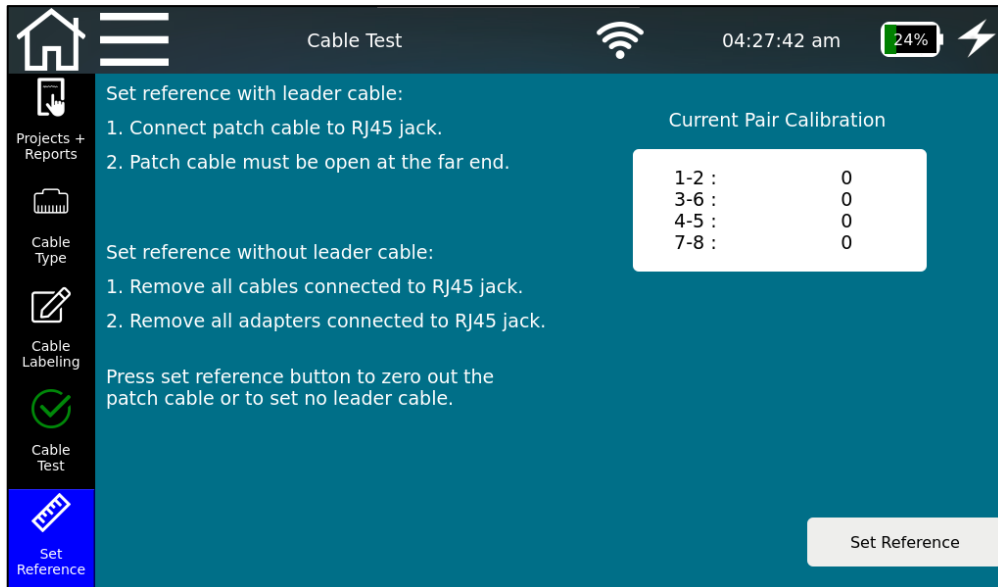 Cable Test
04:27:42 am
24%
Projects +
Reports
Cable
Type
Cable
Labeling
Cable
Test
Set
Reference
Set reference with leader cable:
1. Connect patch cable to RJ45 jack.
2. Patch cable must be open at the far end.
Set reference without leader cable:
1. Remove all cables connected to RJ45 jack.
2. Remove all adapters connected to RJ45 jack.
Press set reference button to zero out the
patch cable or to set no leader cable.
Current Pair Calibration
1-2 : 0
3-6 : 0
4-5 : 0
7-8 : 0
Set Reference